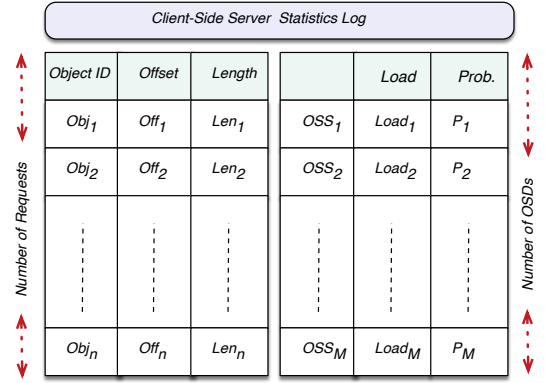 Client-Side Server Statistics Log
Object ID Offset Length Load Prob.
Obj1 Off1 Len1 OSS1 Load1 P1
Obj2 Off2 Len2 OSS2 Load2 P2
Objn Offn Lenn OSSM LoadM PM
Number of Requests
Number of OSDs